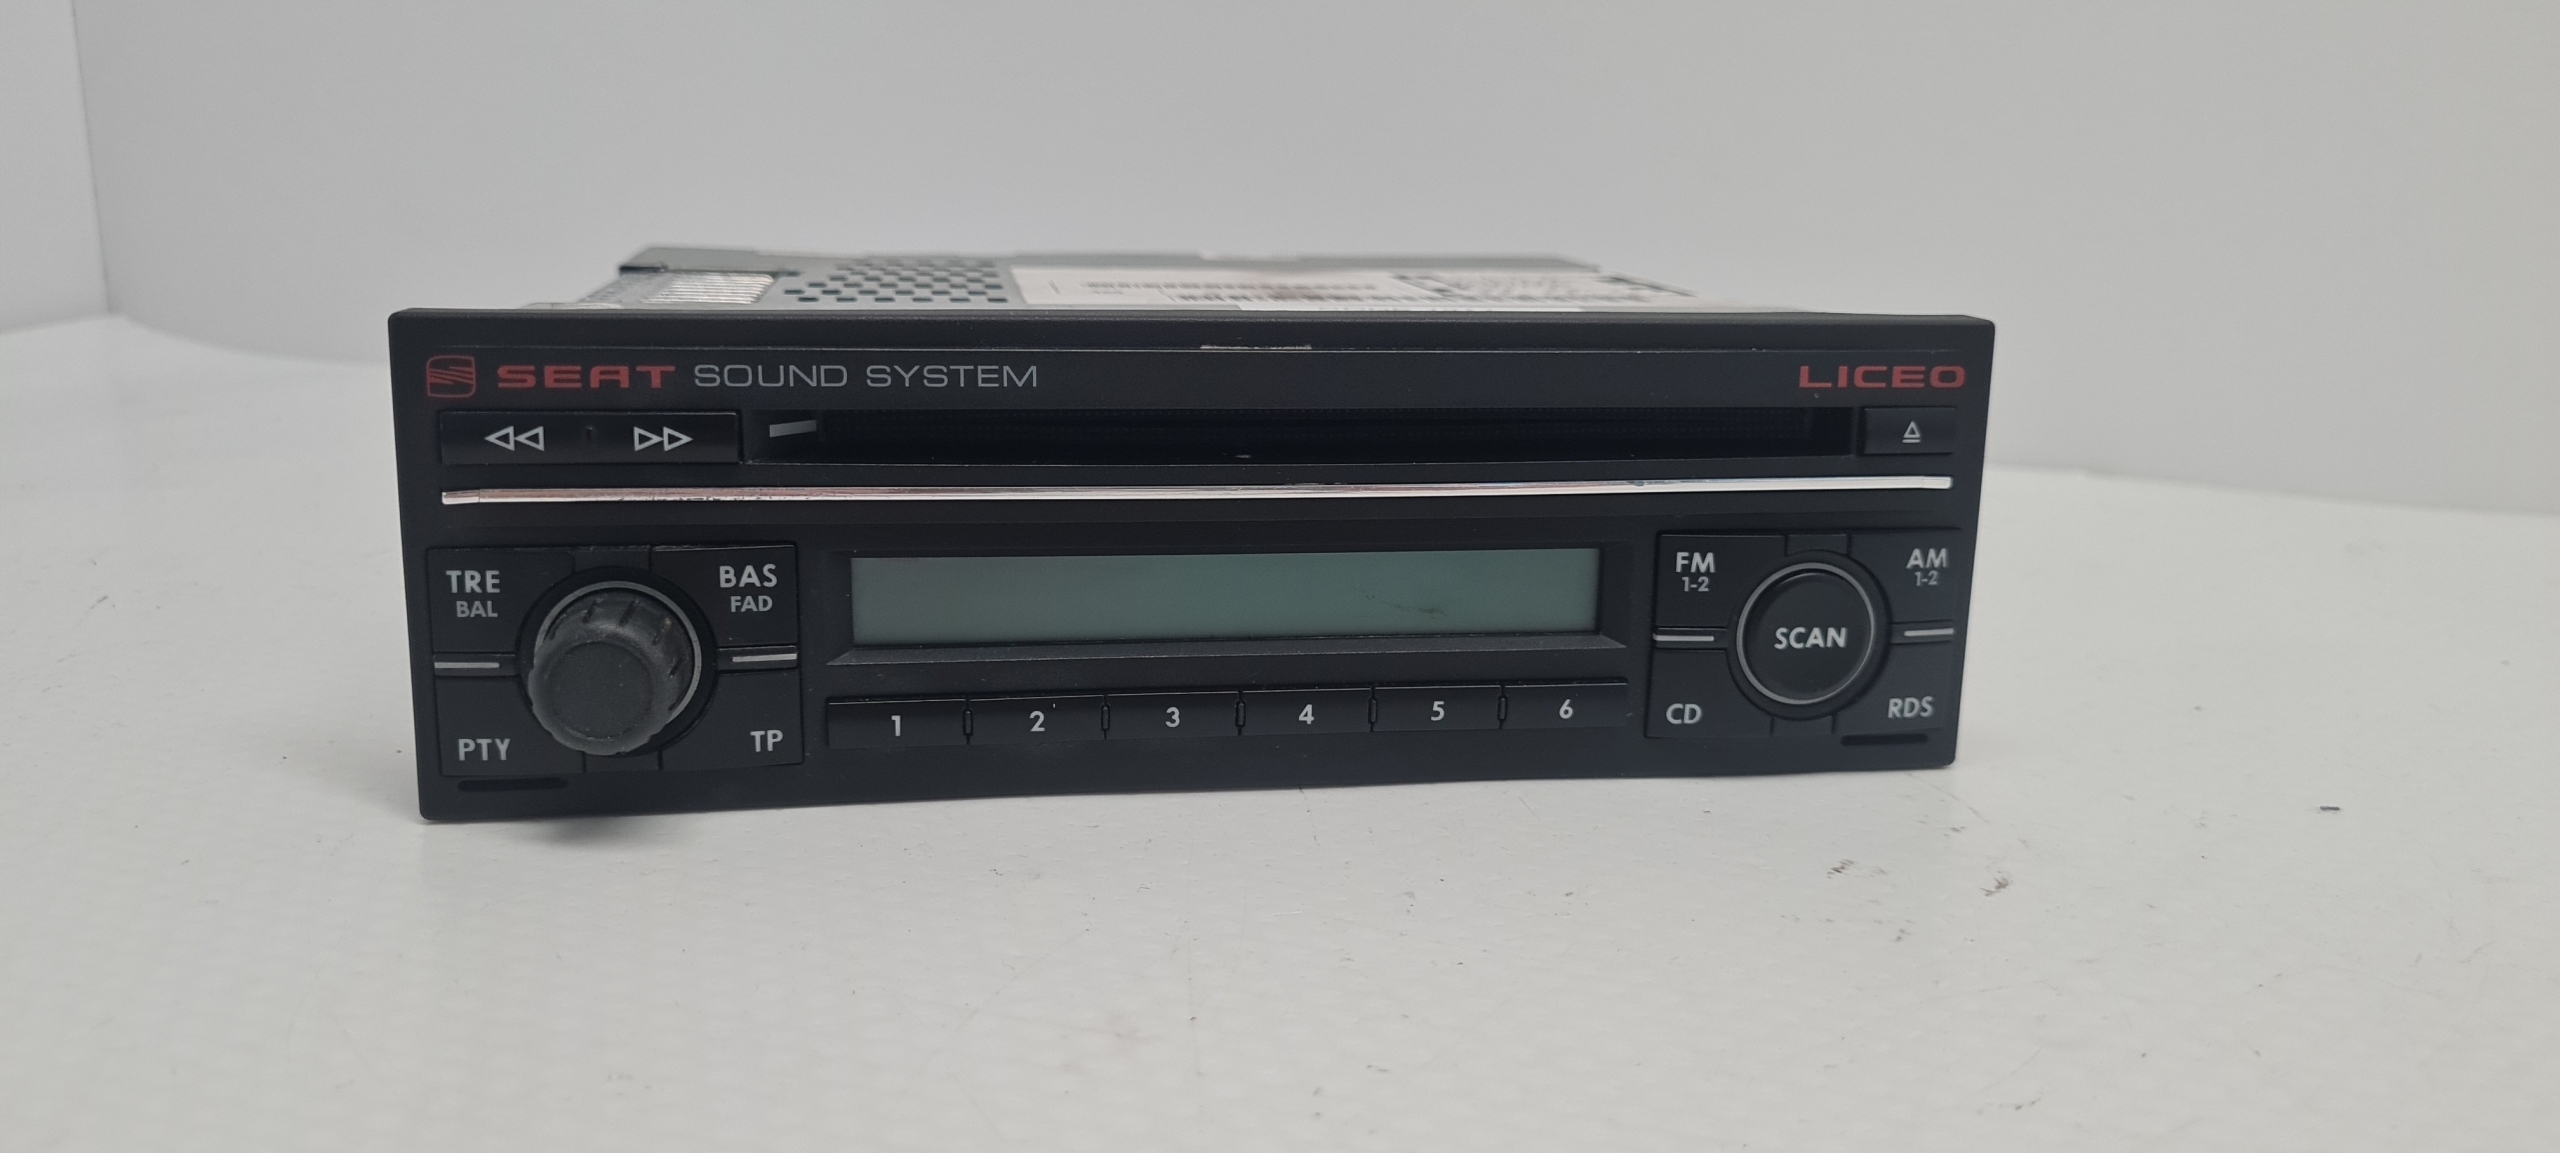 SEAT SOUND SYSTEM
LICEO
TRE
BAL
BAS
FAD
PTY
TP
1 2 3 4 5 6
FM
1-2
AM
1-2
SCAN
CD
RDS